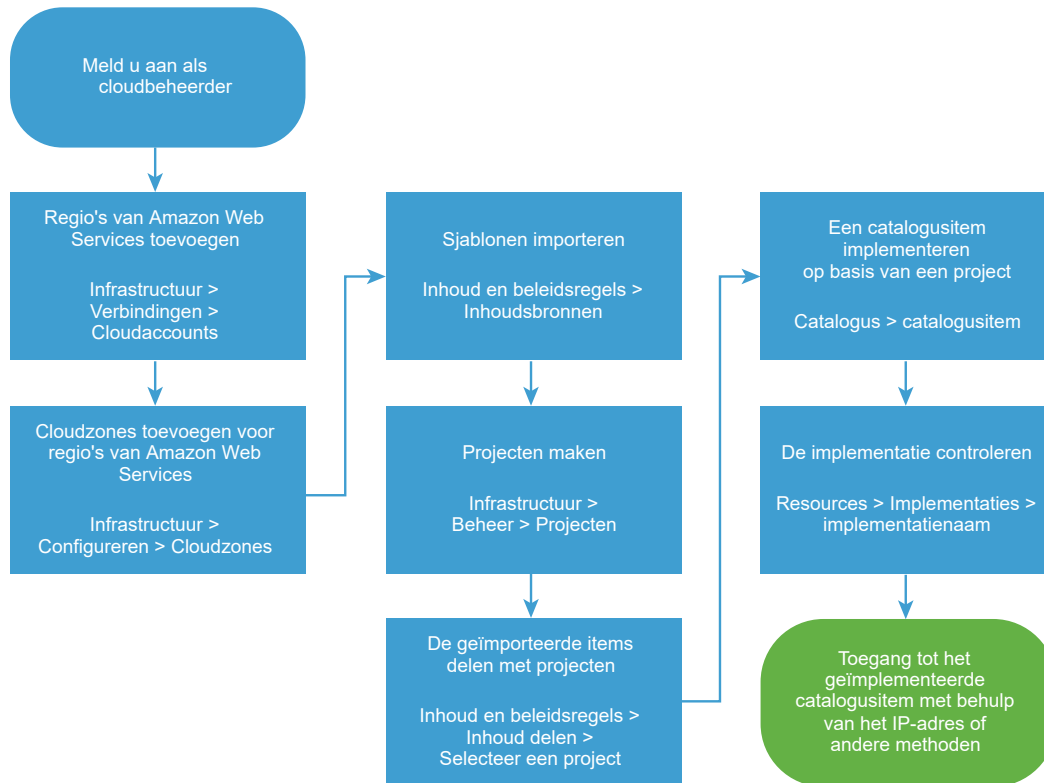 Meld u aan als
cloudbeheerder
Regio's van Amazon Web
Services toevoegen
Infrastructuur >
Verbindingen >
Cloudaccounts
Cloudzones toevoegen voor
regio's van Amazon Web
Services
Infrastructuur >
Configureren > Cloudzones
Sjablonen importeren
Inhoud en beleidsregels >
Inhoudsbronnen
Projecten maken
Infrastructuur >
Beheer > Projecten
De geïmporteerde items
delen met projecten
Inhoud en beleidsregels >
Inhoud delen >
Selecteer een project
Een catalogusitem
implementeren
op basis van een project
Catalogus > catalogusitem
De implementatie controleren
Resources > Implementaties >
implementatienaam
Toegang tot het
geïmplementeerde
catalogusitem met behulp
van het IP-adres of
andere methoden